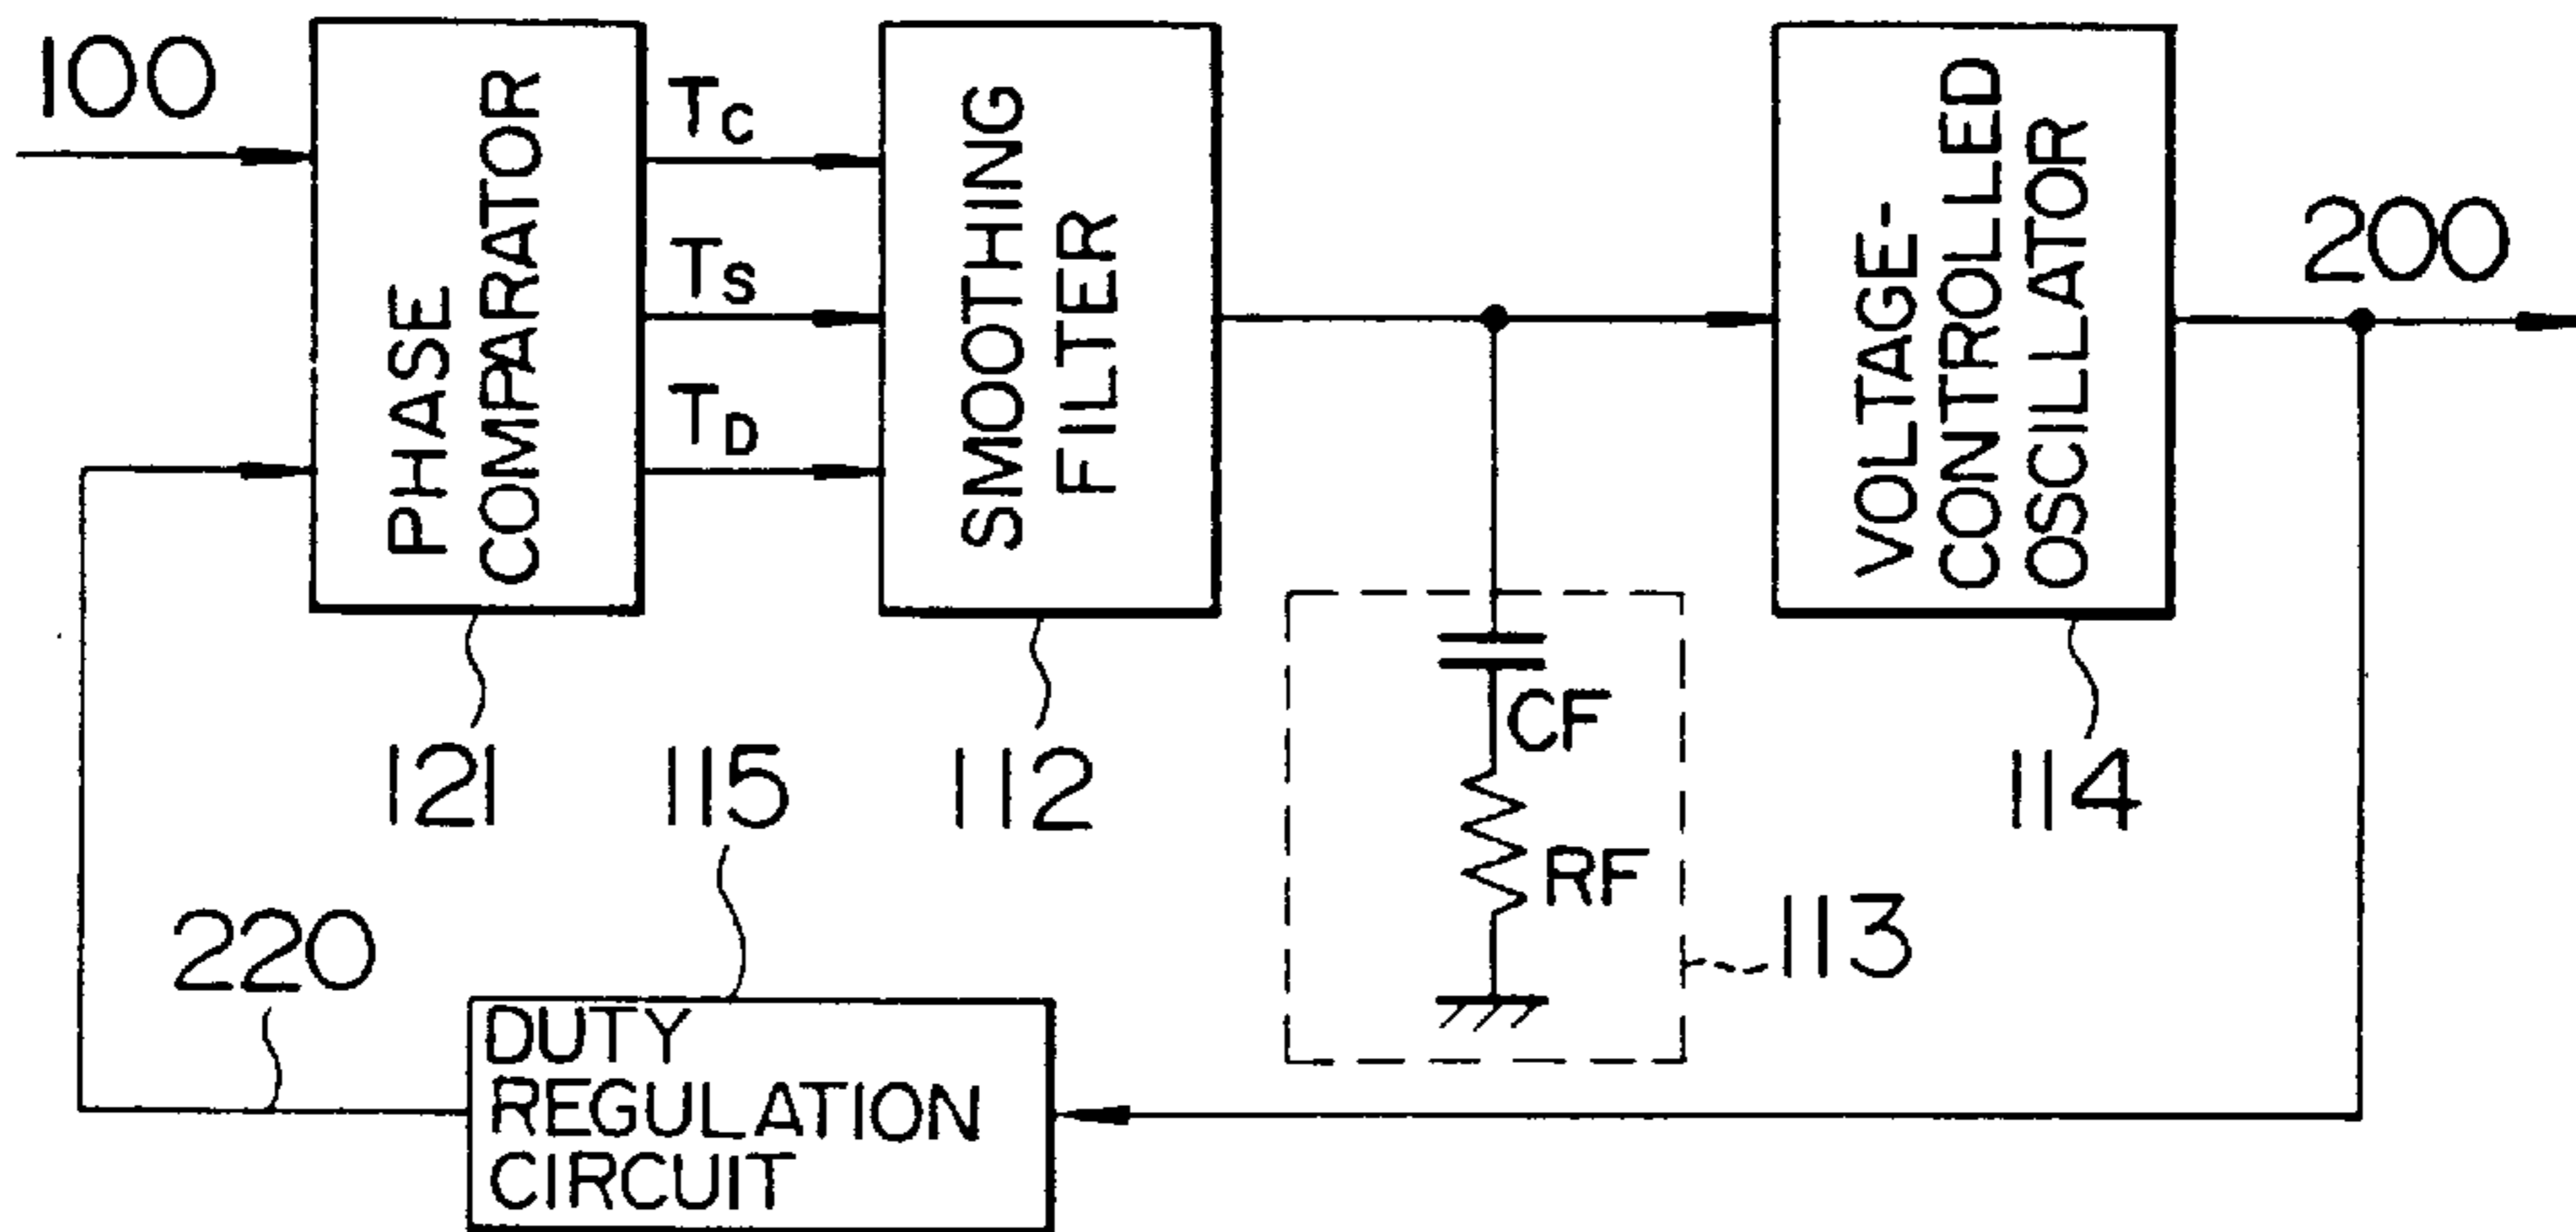 100
PHASE
COMPARATOR
TC
TS
TD
SMOOTHING
FILTER
VOLTAGE-
CONTROLLED
OSCILLATOR
200
121
115
112
CF
RF
113
114
220
DUTY
REGULATION
CIRCUIT